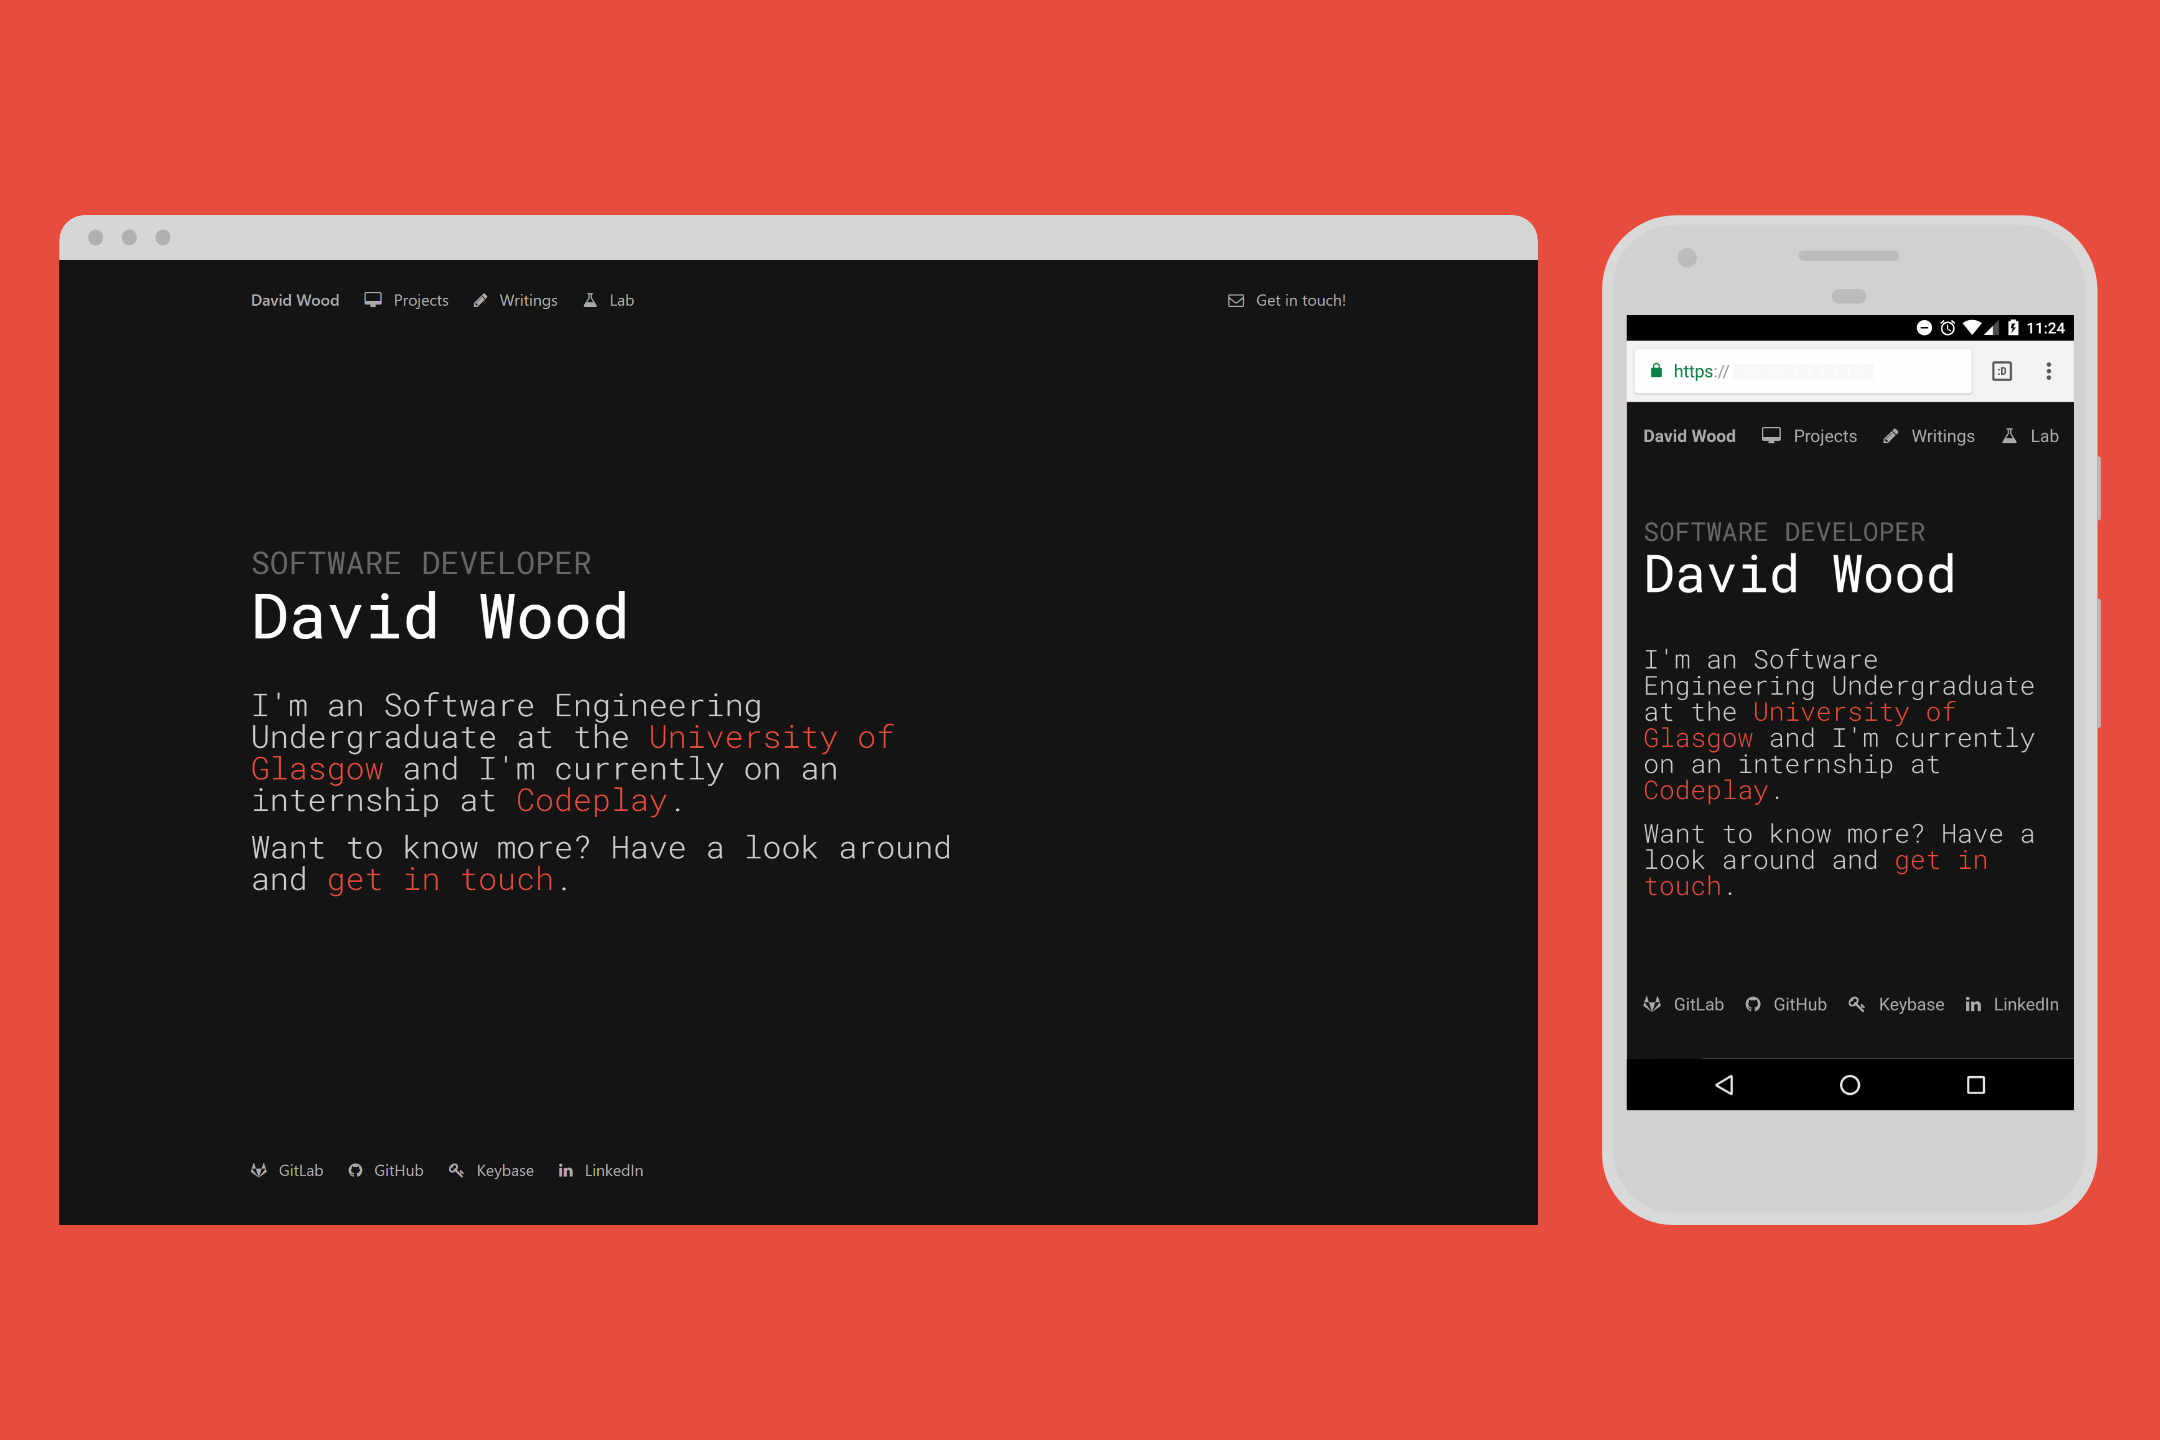 David Wood Projects Writings Lab Get in touch!
SOFTWARE DEVELOPER
David Wood
I'm an Software Engineering
Undergraduate at the University of
Glasgow and I'm currently on an
internship at Codeplay.
Want to know more? Have a look around
and get in touch.
GitLab GitHub Keybase LinkedIn
11:24
https:// :D
David Wood Projects Writings Lab
SOFTWARE DEVELOPER
David Wood
I'm an Software
Engineering Undergraduate
at the University of
Glasgow and I'm currently
on an internship at
Codeplay.
Want to know more? Have a
look around and get in
touch.
GitLab GitHub Keybase LinkedIn